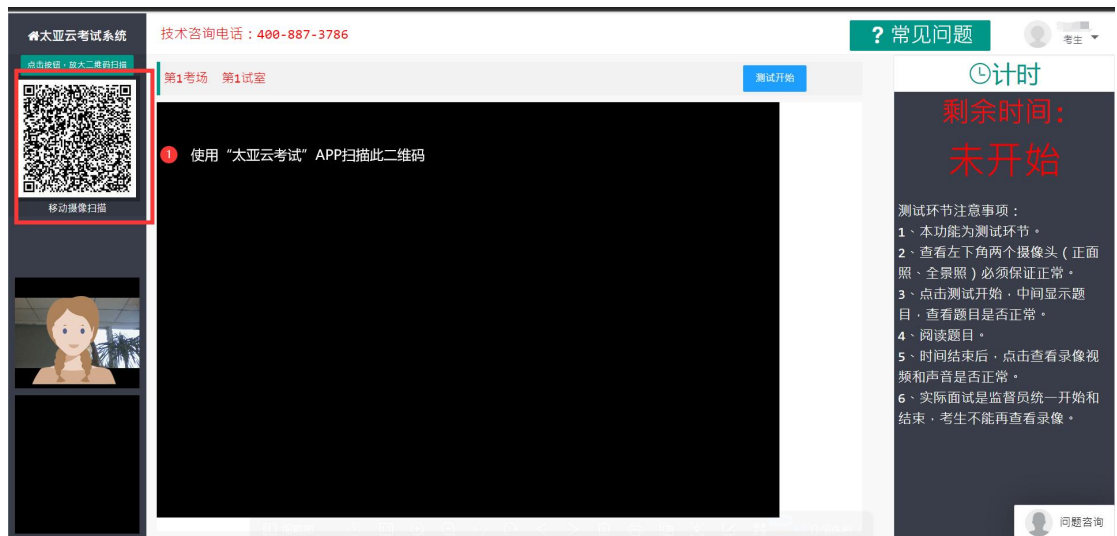 太亚云考试系统
技术咨询电话：400-887-3786
?常见问题
考生
点击按钮，放大二维码扫描
第1考场 第1试室
测试开始
移动摄像扫描
1 使用“太亚云考试”APP扫描此二维码
计时
剩余时间:
未开始
测试环节注意事项：
1、本功能为测试环节。
2、查看左下角两个摄像头（正面
照、全景照）必须保证正常。
3、点击测试开始，中间显示题
目，查看题目是否正常。
4、阅读题目。
5、时间结束后，点击查看录像视
频和声音是否正常。
6、实际面试是监督员统一开始和
结束，考生不能再查看录像。
问题咨询